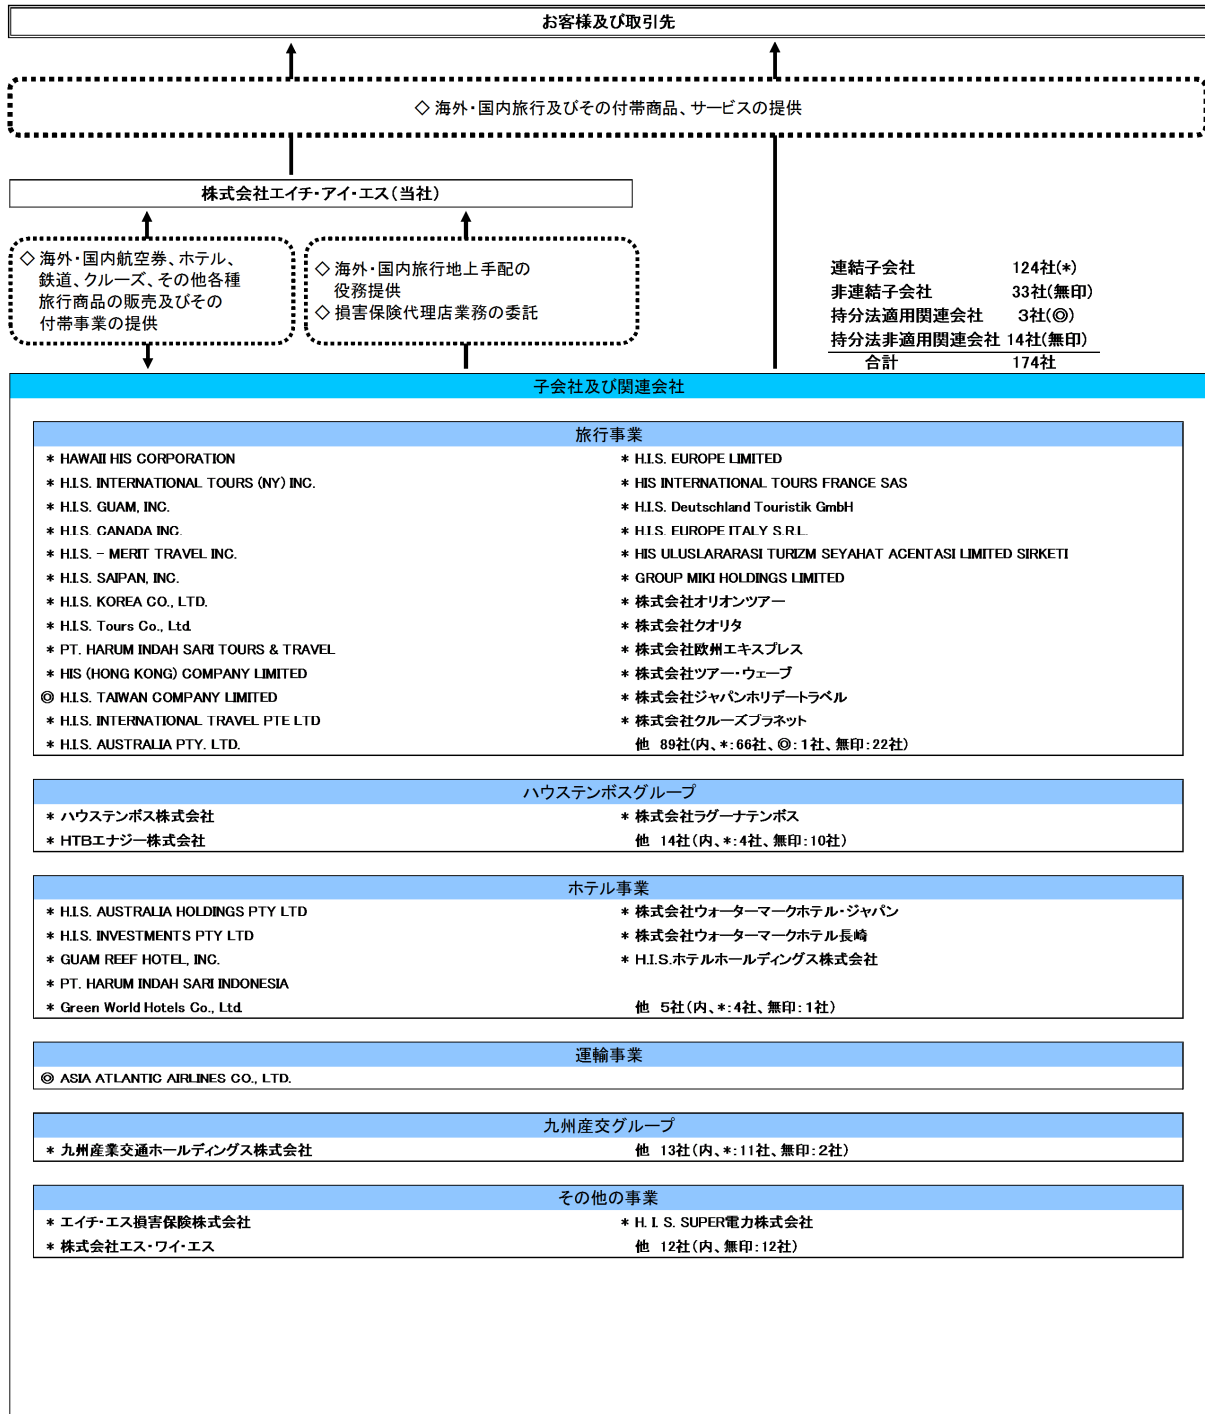 お客様及び取引先
◇ 海外・国内旅行及びその付帯商品、サービスの提供
株式会社エイチ・アイ・エス（当社）
◇ 海外・国内航空券、ホテル、
鉄道、クルーズ、その他各種
旅行商品の販売及びその
付帯事業の提供
◇ 海外・国内旅行地上手配の
役務提供
◇ 損害保険代理店業務の委託
連結子会社 124社(*)
非連結子会社 33社(無印)
持分法適用関連会社 3社(◎)
持分法非適用関連会社 14社(無印)
合計 174社
子会社及び関連会社
旅行事業
* HAWAII HIS CORPORATION
* H.I.S. INTERNATIONAL TOURS (NY) INC.
* H.I.S. GUAM, INC.
* H.I.S. CANADA INC.
* H.I.S. - MERIT TRAVEL INC.
* H.I.S. SAIPAN, INC.
* H.I.S. KOREA CO., LTD.
* H.I.S. Tours Co., Ltd.
* PT. HARUM INDAH SARI TOURS & TRAVEL
* HIS (HONG KONG) COMPANY LIMITED
◎ H.I.S. TAIWAN COMPANY LIMITED
* H.I.S. INTERNATIONAL TRAVEL PTE LTD
* H.I.S. AUSTRALIA PTY. LTD.
* H.I.S. EUROPE LIMITED
* HIS INTERNATIONAL TOURS FRANCE SAS
* H.I.S. Deutschland Touristik GmbH
* H.I.S. EUROPE ITALY S.R.L.
* HIS ULUSLARARASI TURIZM SEYAHAT ACENTASI LIMITED SIRKETI
* GROUP MIKI HOLDINGS LIMITED
* 株式会社オリオンツアー
* 株式会社クオリタ
* 株式会社欧州エキスプレス
* 株式会社ツアー・ウェーブ
* 株式会社ジャパンホリデートラベル
* 株式会社クルーズプラネット
他 89社（内、*：66社、◎：1社、無印：22社）
ハウステンボスグループ
* ハウステンボス株式会社
* HTBエナジー株式会社
* 株式会社ラグーナテンボス
他 14社（内、*：4社、無印：10社）
ホテル事業
* H.I.S. AUSTRALIA HOLDINGS PTY LTD
* H.I.S. INVESTMENTS PTY LTD
* GUAM REEF HOTEL, INC.
* PT. HARUM INDAH SARI INDONESIA
* Green World Hotels Co., Ltd.
* 株式会社ウォーターマークホテル・ジャパン
* 株式会社ウォーターマークホテル長崎
* H.I.S.ホテルホールディングス株式会社
他 5社（内、*：4社、無印：1社）
運輸事業
◎ ASIA ATLANTIC AIRLINES CO., LTD.
九州産交グループ
* 九州産業交通ホールディングス株式会社
他 13社（内、*：11社、無印：2社）
その他の事業
* エイチ・エス損害保険株式会社
* 株式会社エス・ワイ・エス
* H. I. S. SUPER電力株式会社
他 12社（内、無印：12社）